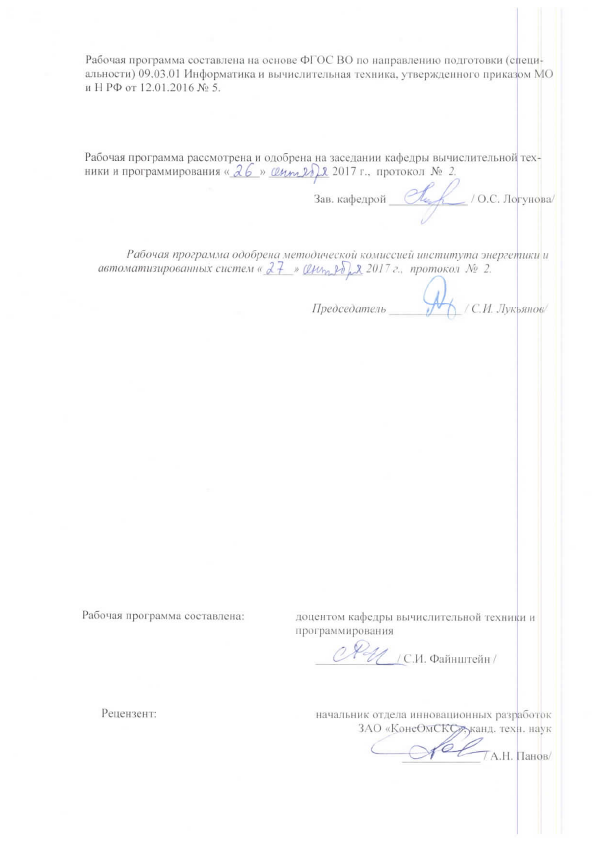 Рабочая программа составлена на основе ФГОС ВО по направлению подготовки (специ-
альности) 09.03.01 Информатика и вычислительная техника, утвержденного приказом МО
и Н РФ от 12.01.2016 № 5.
Рабочая программа рассмотрена и одобрена на заседании кафедры вычислительной тех-
ники и программирования « 26 » сентября 2017 г., протокол № 2.
Зав. кафедрой / О.С. Логунова/
Рабочая программа одобрена методической комиссией института энергетики и
автоматизированных систем « 27 » сентября 2017 г., протокол № 2.
Председатель / С.И. Лукьянов/
Рабочая программа составлена: доцентом кафедры вычислительной техники и
программирования
/ С.И. Файнштейн /
Рецензент: начальник отдела инновационных разработок
ЗАО «КонсОмСКС», канд. техн. наук
/ А.Н. Панов/